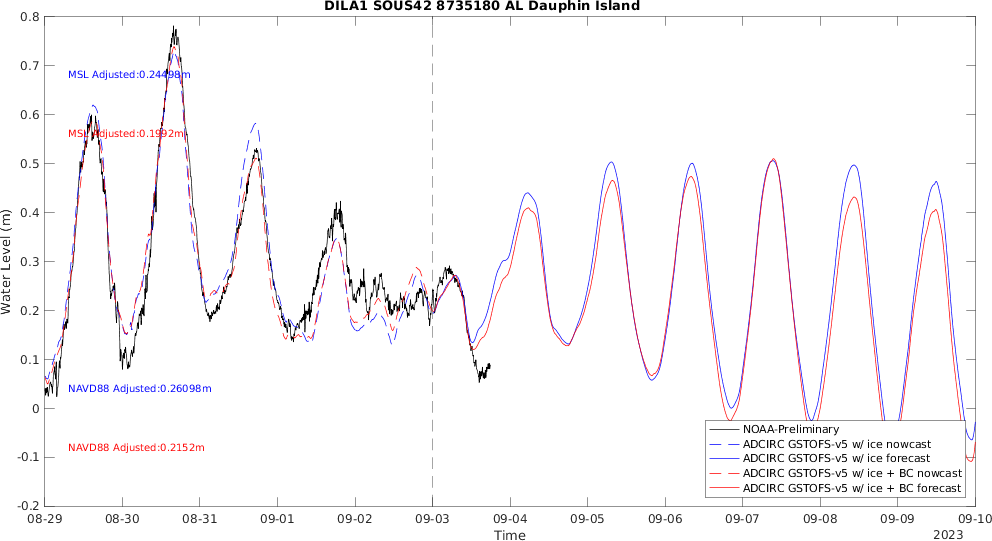 DILA1 SOUS42 8735180 AL Dauphin Island
0.8
0.7
MSL Adjusted:0.24498m
0.6
MSL Adjusted:0.1992m
0.5
0.4
0.3
Water Level (m)
0.2
0.1
NAVD88 Adjusted:0.26098m
0
NAVD88 Adjusted:0.2152m
-0.1
-0.2
NOAA-Preliminary
ADCIRC GSTOFS-v5 w/ ice nowcast
ADCIRC GSTOFS-v5 w/ ice forecast
ADCIRC GSTOFS-v5 w/ ice + BC nowcast
ADCIRC GSTOFS-v5 w/ ice + BC forecast
08-29 08-30 08-31 09-01 09-02 09-03 09-04 09-05 09-06 09-07 09-08 09-09 09-10
Time
2023